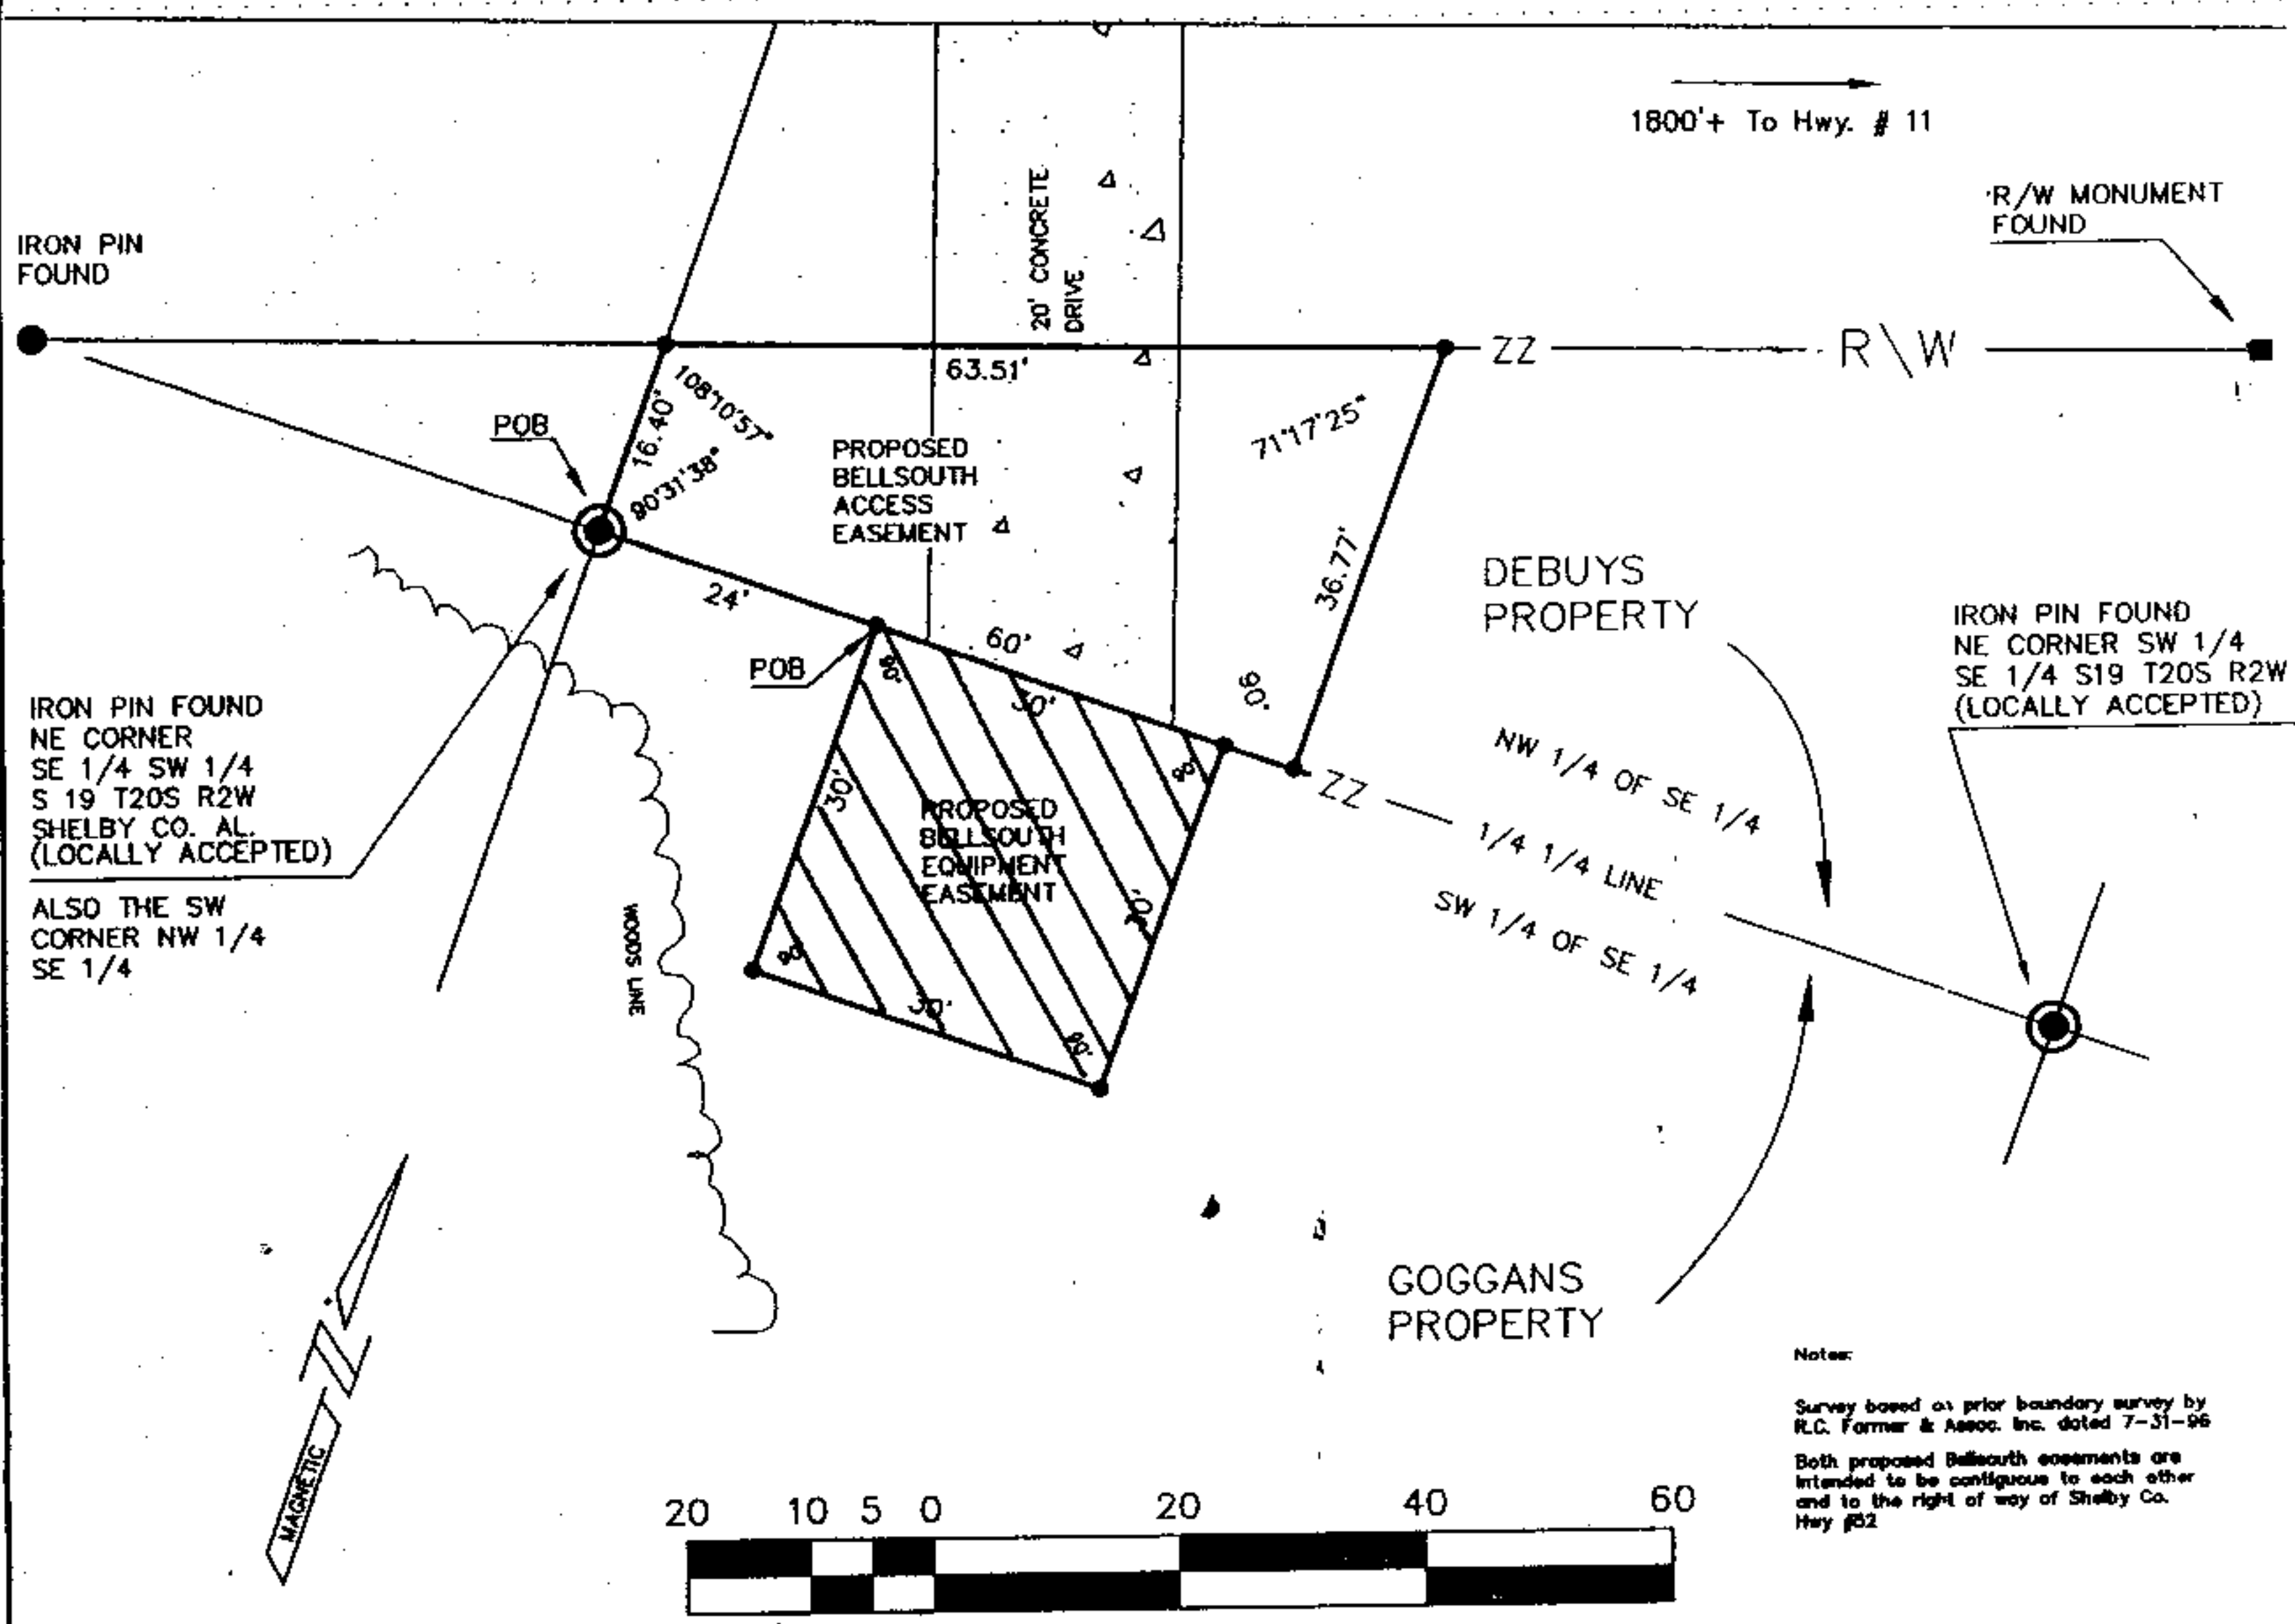 1800'+ To Hwy. # 11
R/W MONUMENT
FOUND
IRON PIN
FOUND
20' CONCRETE
DRIVE
63.51'
ZZ
R\W
108°10'57"
16.40'
90°31'38"
POB
PROPOSED
BELLSOUTH
ACCESS
EASEMENT
71°17'25"
36.77'
24'
60'
90°
DEBUYS
PROPERTY
IRON PIN FOUND
NE CORNER SW 1/4
SE 1/4 S19 T20S R2W
(LOCALLY ACCEPTED)
POB
90°
30'
90°
IRON PIN FOUND
NE CORNER
SE 1/4 SW 1/4
S 19 T20S R2W
SHELBY CO. AL.
(LOCALLY ACCEPTED)
ALSO THE SW
CORNER NW 1/4
SE 1/4
30'
PROPOSED
BELLSOUTH
EQUIPMENT
EASEMENT
30'
90°
30'
90°
ZZ
NW 1/4 OF SE 1/4
1/4 1/4 LINE
SW 1/4 OF SE 1/4
WOODS LINE
GOGGANS
PROPERTY
N
MAGNETIC
Notes:
Survey based on prior boundary survey by
R.C. Farmer & Assoc. Inc. dated 7-31-96
Both proposed Bellsouth easements are
intended to be contiguous to each other
and to the right of way of Shelby Co.
Hwy #52
20 10 5 0 20 40 60